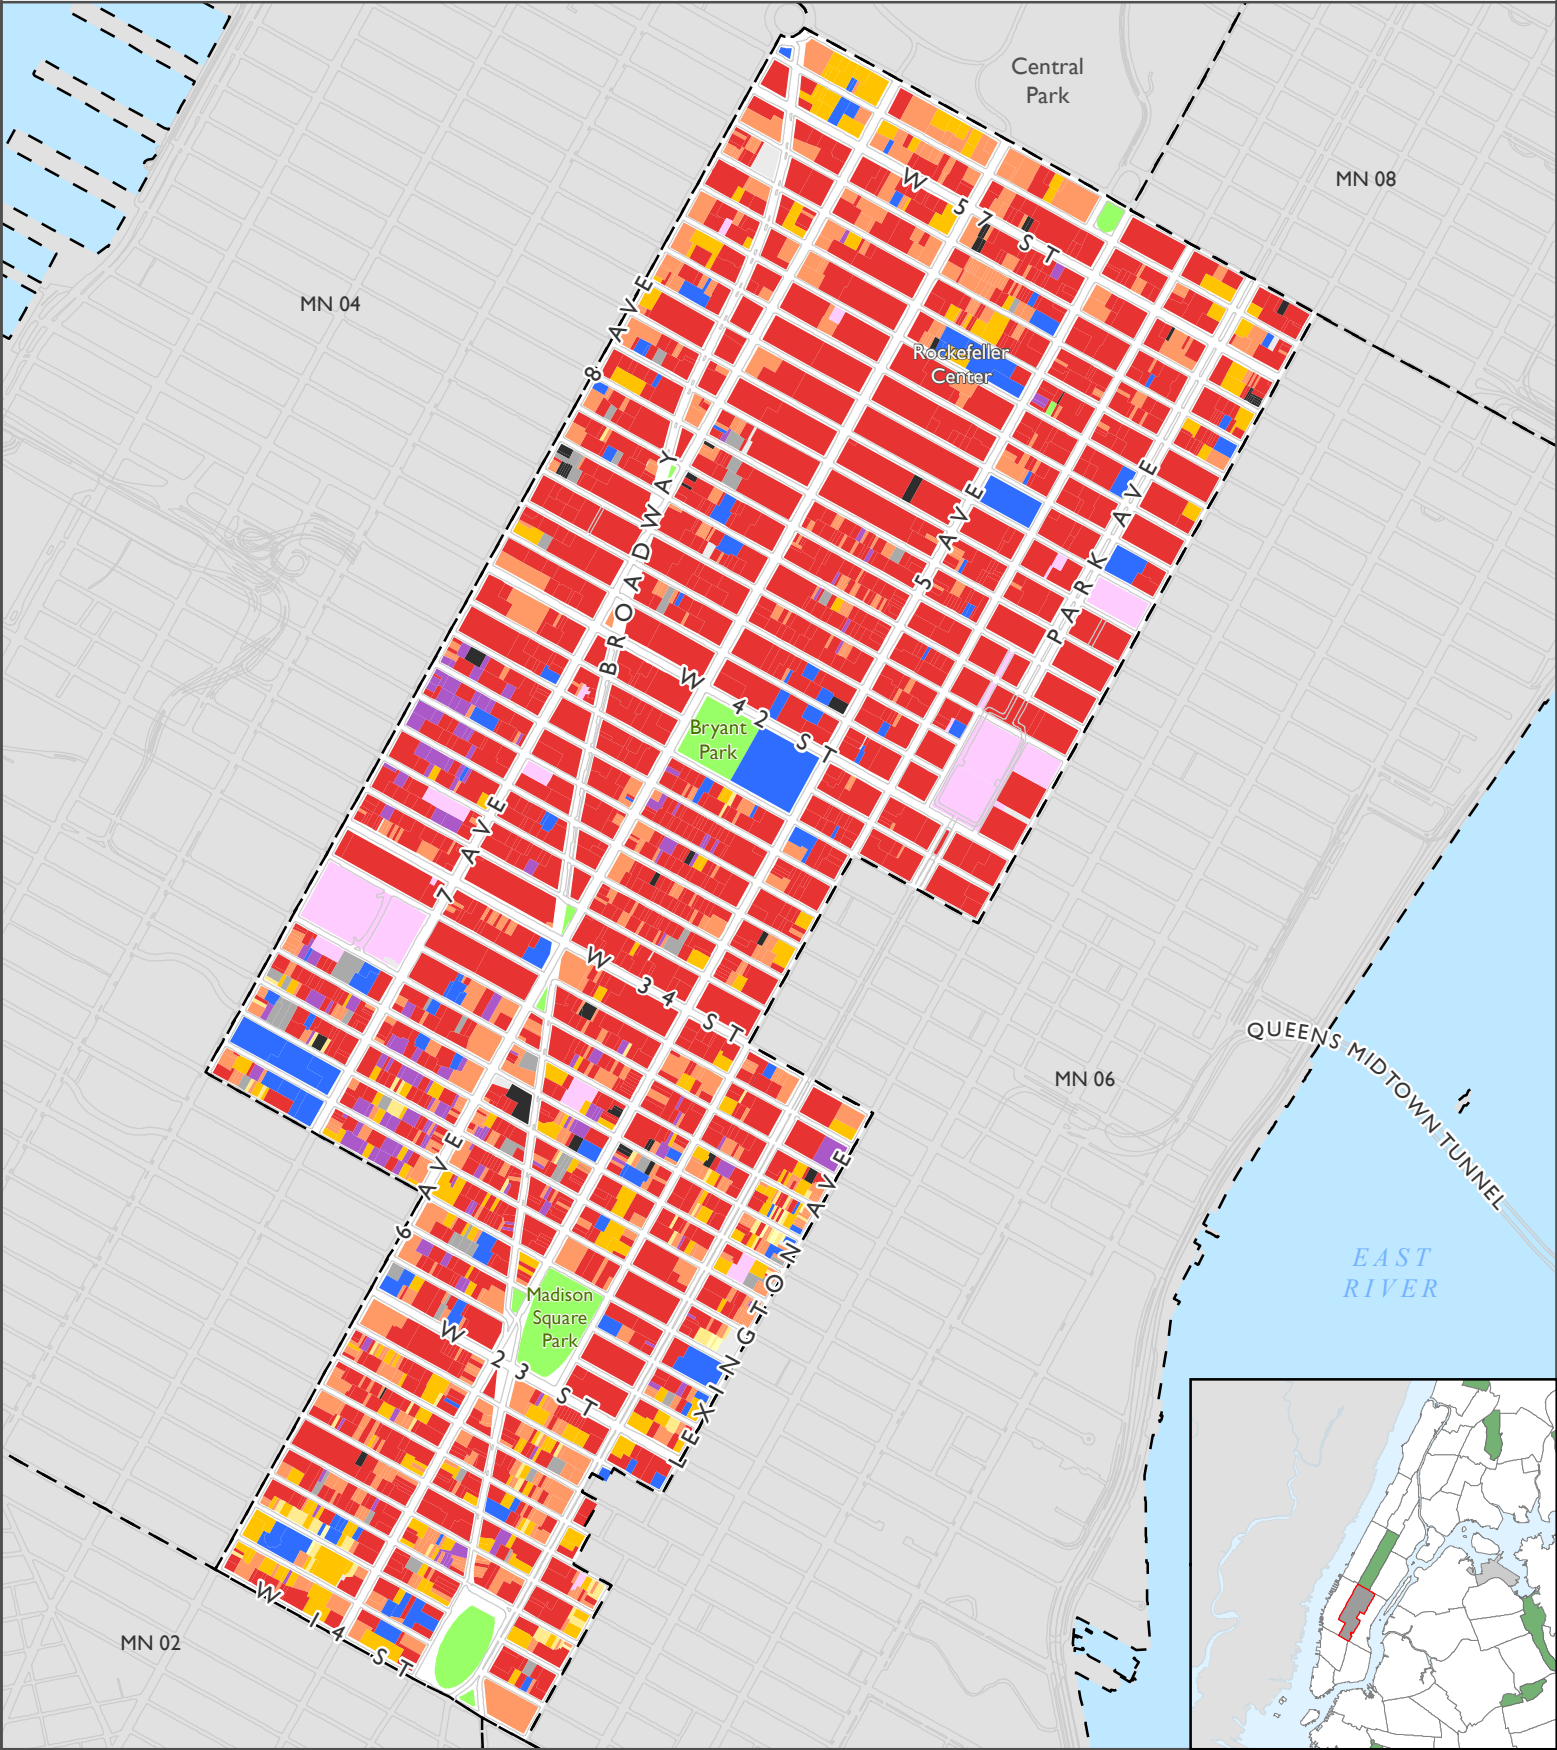 Central
Park
MN 08
W 57 ST
MN 04
8 AVE
Rockefeller
Center
BROADWAY
5 AVE
PARK AVE
W 42 ST
Bryant
Park
7 AVE
W 34 ST
QUEENS MIDTOWN TUNNEL
MN 06
6 AVE
LEXINGTON AVE
EAST
RIVER
Madison
Square
Park
W 23 ST
W 14 ST
MN 02